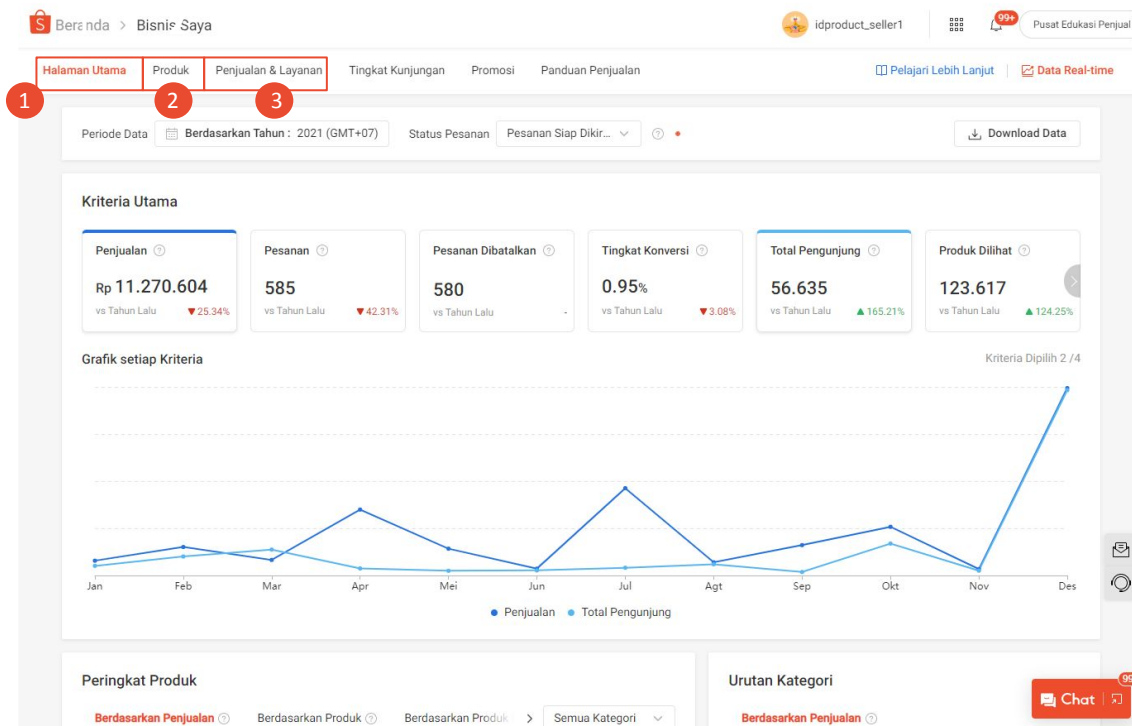 S Beranda > Bisnis Saya
idproduct_seller1
99+
Pusat Edukasi Penjual
Halaman Utama Produk Penjualan & Layanan Tingkat Kunjungan Promosi Panduan Penjualan
Pelajari Lebih Lanjut Data Real-time
1 2 3
Periode Data Berdasarkan Tahun : 2021 (GMT+07) Status Pesanan Pesanan Siap Dikir... Download Data
Kriteria Utama
Penjualan Pesanan Pesanan Dibatalkan Tingkat Konversi Total Pengunjung Produk Dilihat
Rp 11.270.604 585 580 0.95% 56.635 123.617
vs Tahun Lalu ▼25.34% vs Tahun Lalu ▼42.31% vs Tahun Lalu - vs Tahun Lalu ▼3.08% vs Tahun Lalu ▲165.21% vs Tahun Lalu ▲124.25%
Grafik setiap Kriteria Kriteria Dipilih 2 /4
Jan Feb Mar Apr Mei Jun Jul Agt Sep Okt Nov Des
Penjualan Total Pengunjung
Peringkat Produk Urutan Kategori
Berdasarkan Penjualan Berdasarkan Produk Berdasarkan Produk > Semua Kategori Berdasarkan Penjualan
Chat
99